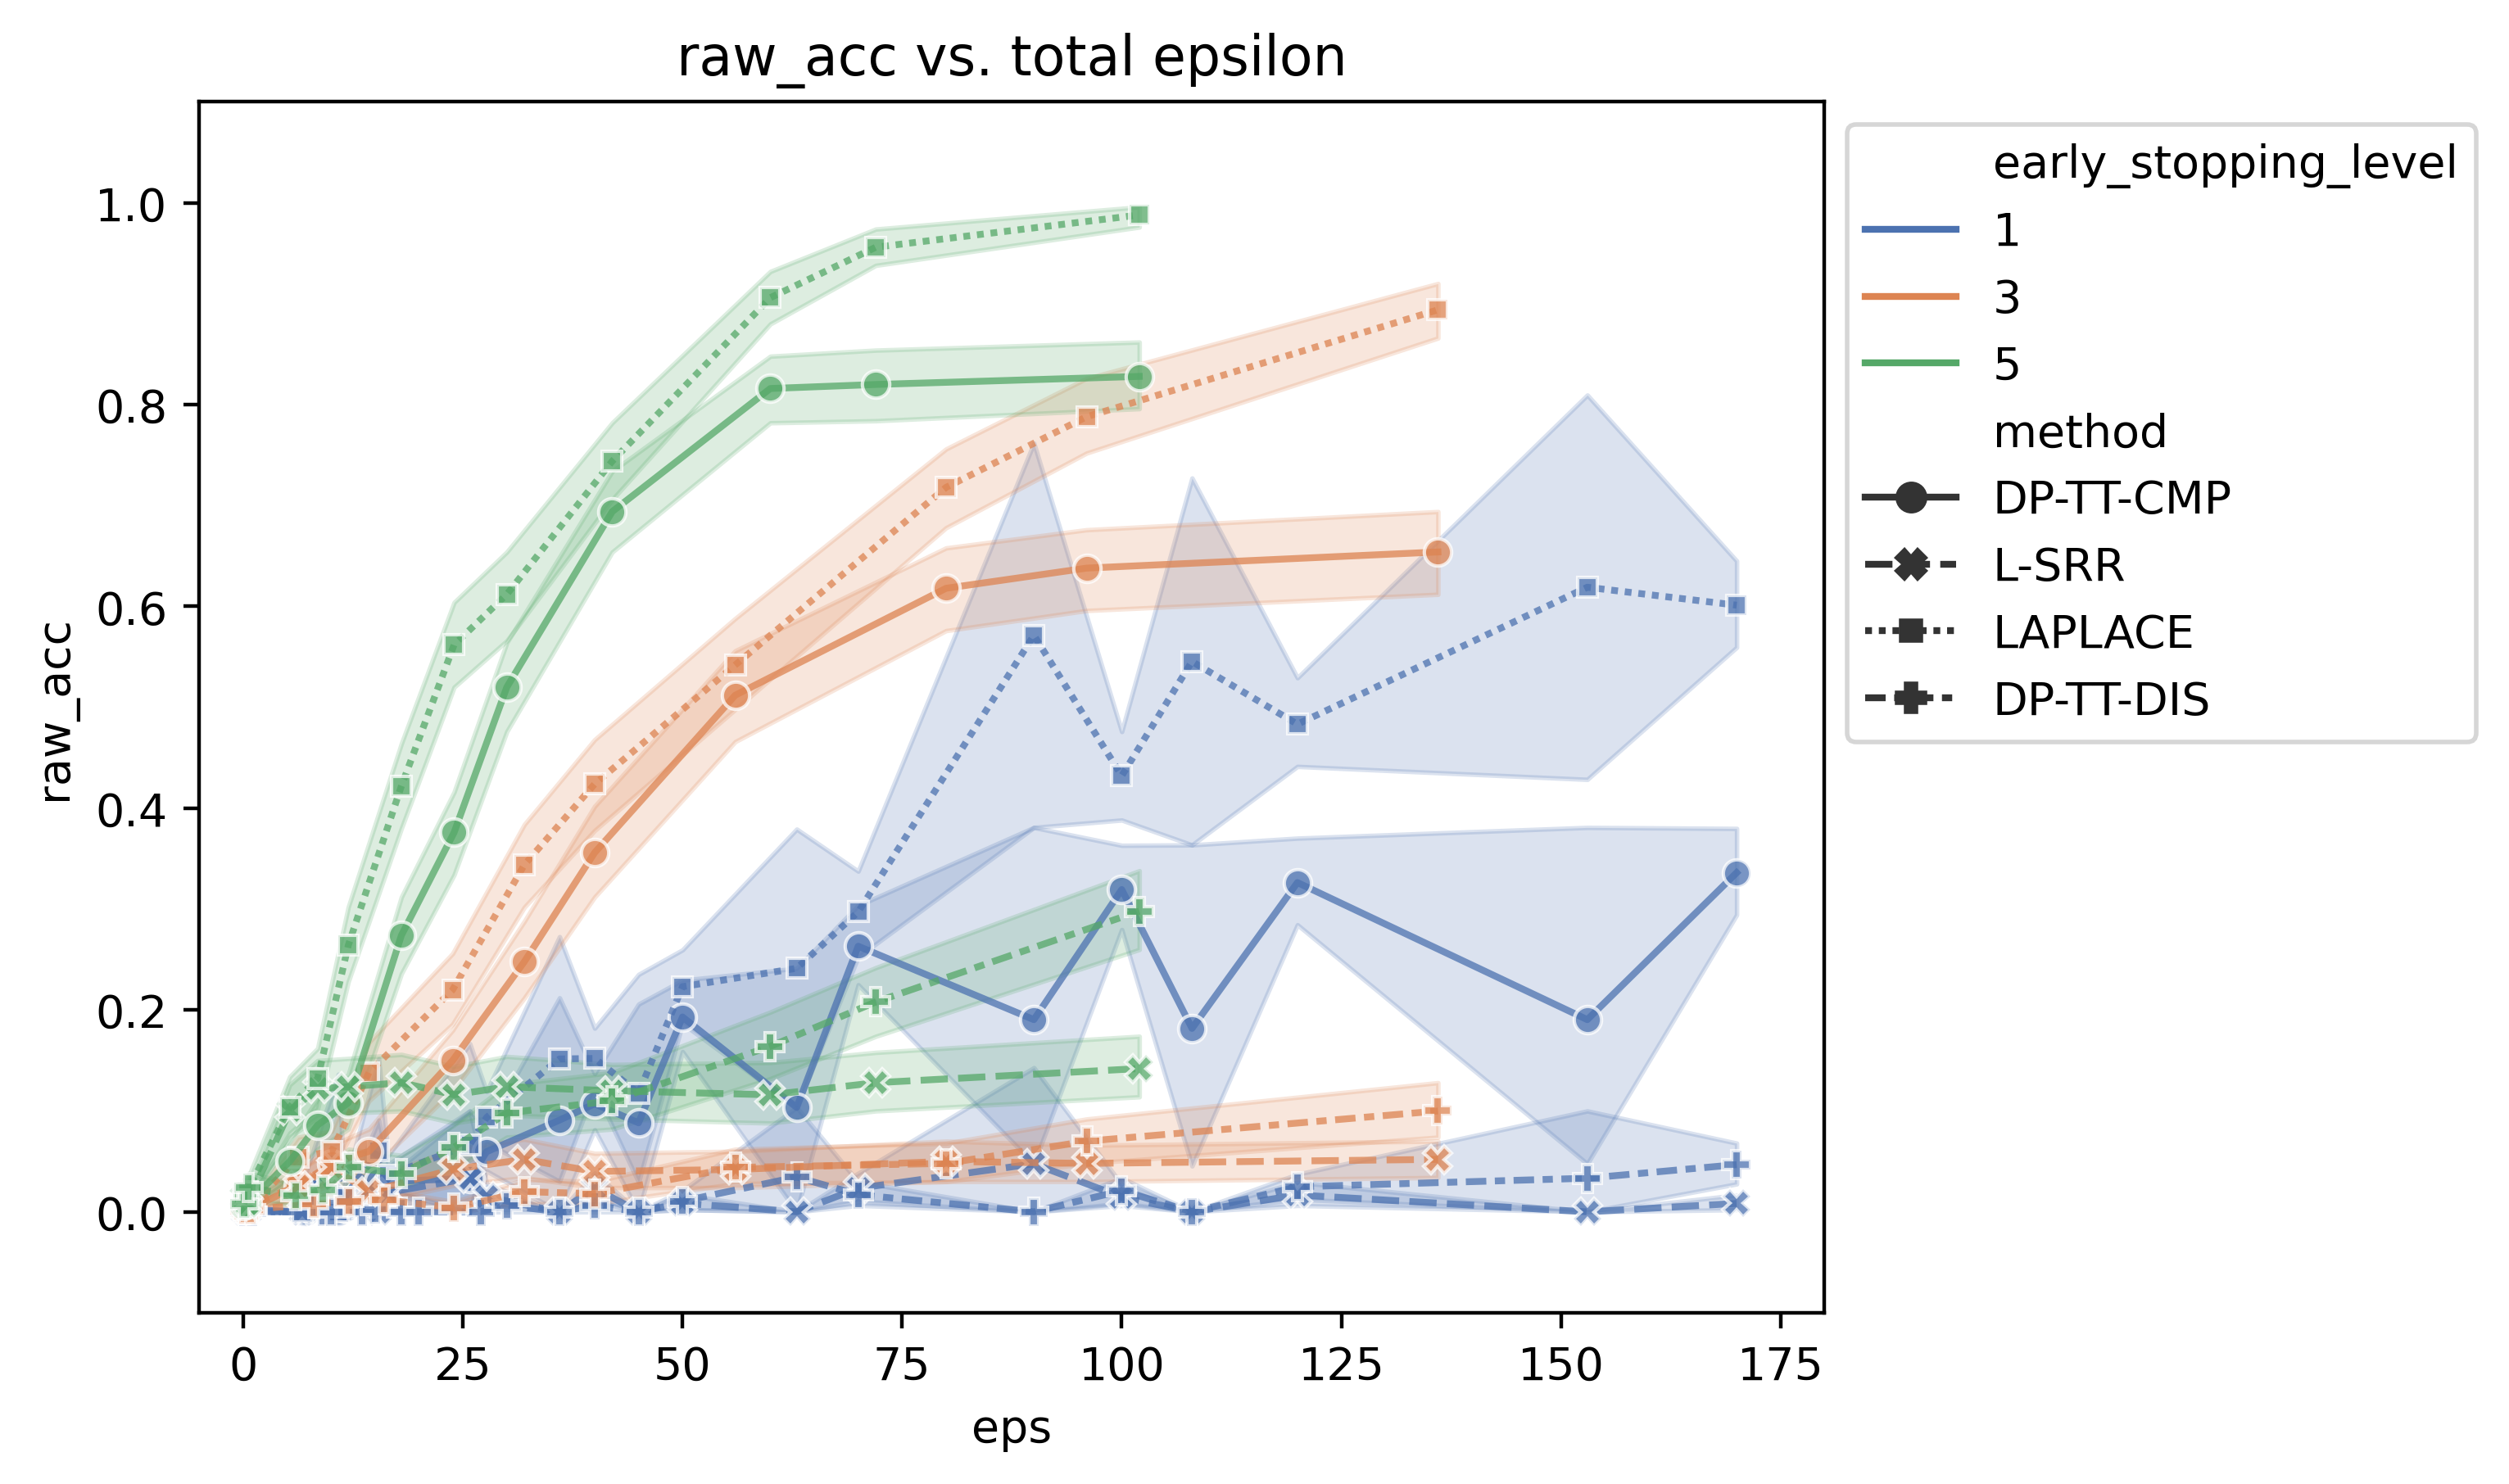 raw_acc vs. total epsilon
raw_acc
1.0
0.8
0.6
0.4
0.2
0.0
0 25 50 75 100 125 150 175
eps
early_stopping_level
1
3
5
method
DP-TT-CMP
L-SRR
LAPLACE
DP-TT-DIS